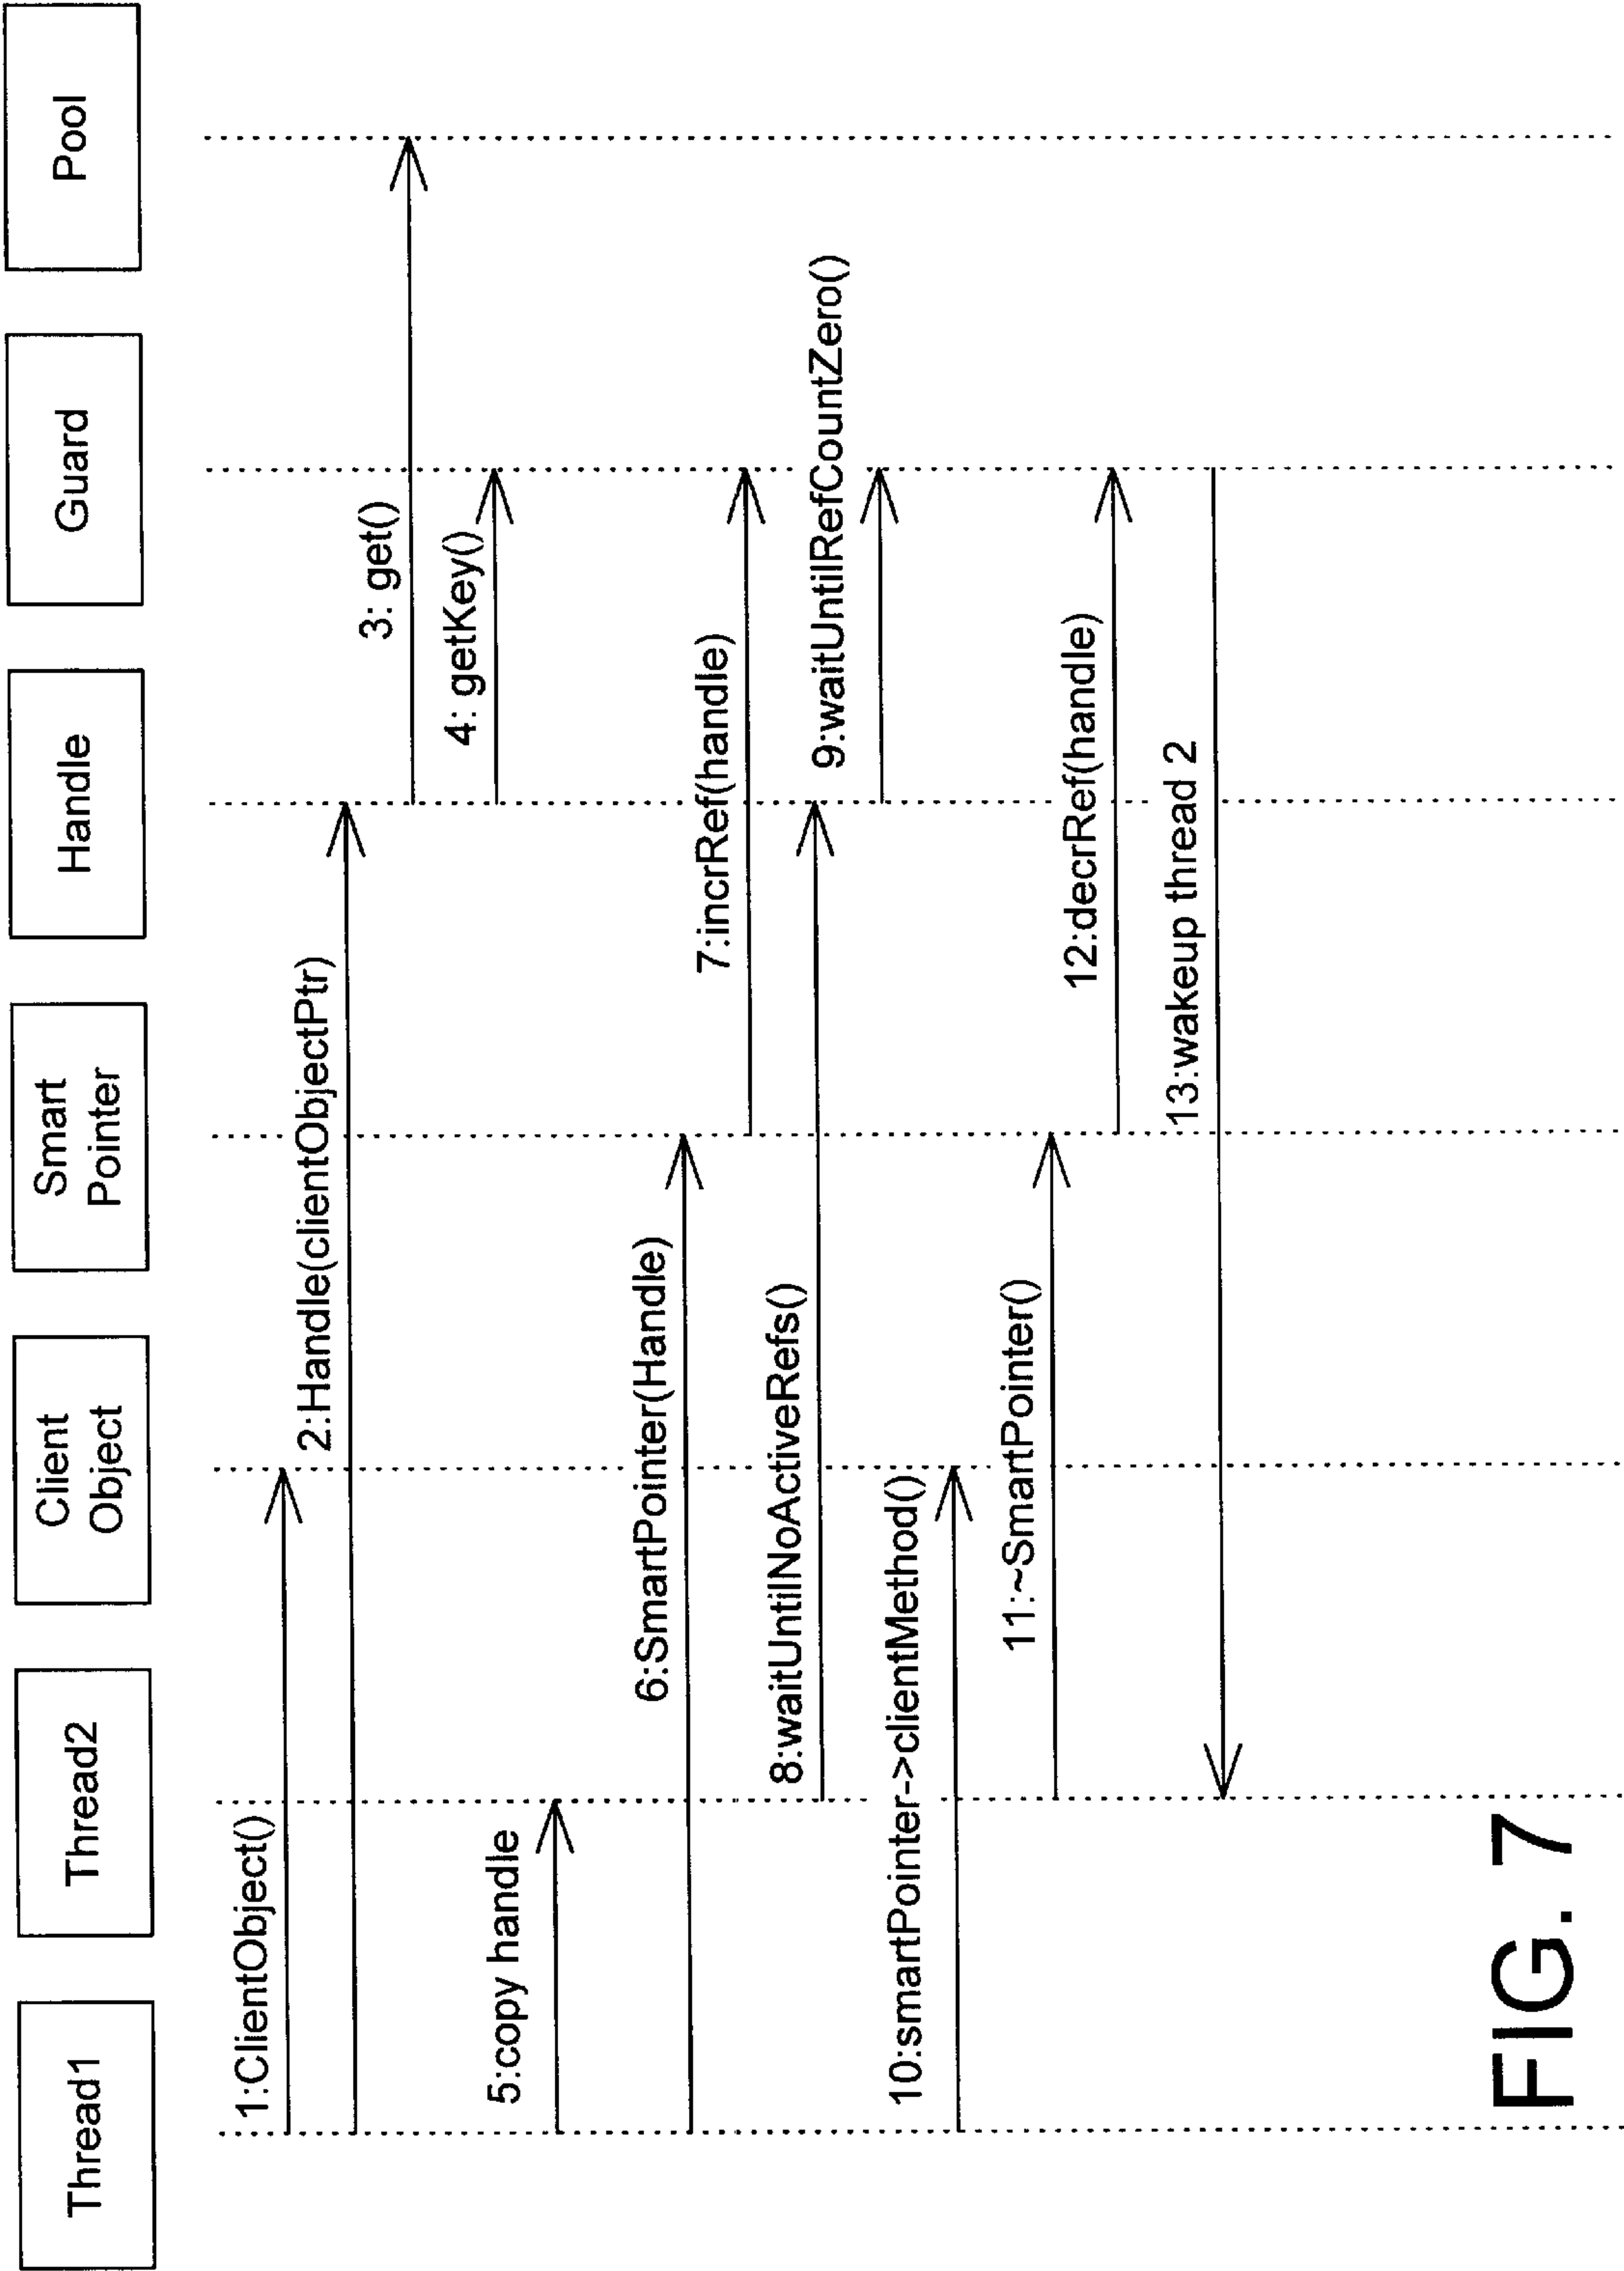 Thread1
Thread2
Client
Object
Smart
Pointer
Handle
Guard
Pool
1:ClientObject()
2:Handle(clientObjectPtr)
3: get()
4: getKey()
5:copy handle
6:SmartPointer(Handle)
7:incrRef(handle)
8:waitUntilNoActiveRefs()
9:waitUntilRefCountZero()
10:smartPointer->clientMethod()
11:~SmartPointer()
12:decrRef(handle)
13:wakeup thread 2
FIG. 7